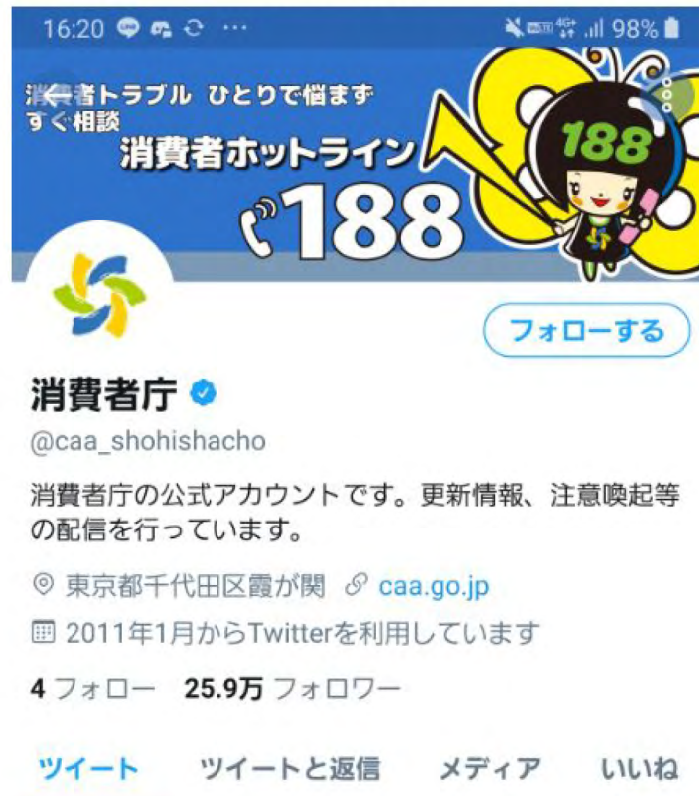 16:20
98%
消費者トラブル ひとりで悩まず
すぐ相談
消費者ホットライン
188
188
フォローする
消費者庁
@caa_shohishacho
消費者庁の公式アカウントです。更新情報、注意喚起等
の配信を行っています。
東京都千代田区霞が関 caa.go.jp
2011年1月からTwitterを利用しています
4 フォロー 25.9万 フォロワー
ツイート ツイートと返信 メディア いいね